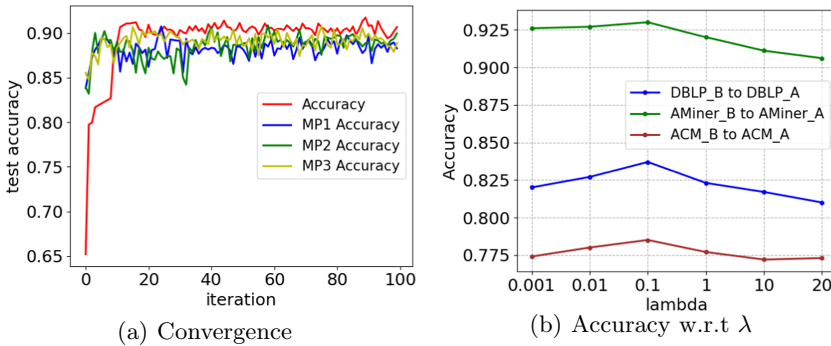 0.90
0.85
0.80
0.75
0.70
0.65
test accuracy
Accuracy
MP1 Accuracy
MP2 Accuracy
MP3 Accuracy
0 20 40 60 80 100
iteration
(a) Convergence
0.925
0.900
0.875
0.850
0.825
0.800
0.775
Accuracy
DBLP_B to DBLP_A
AMiner_B to AMiner_A
ACM_B to ACM_A
0.001 0.01 0.1 1 10 20
lambda
(b) Accuracy w.r.t λ